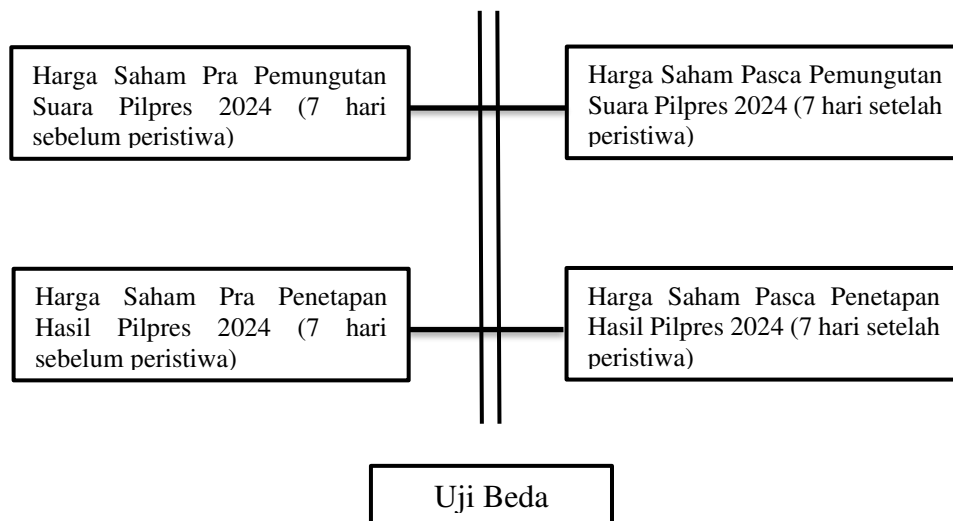 Harga Saham Pra Pemungutan
Suara Pilpres 2024 (7 hari
sebelum peristiwa)
Harga Saham Pasca Pemungutan
Suara Pilpres 2024 (7 hari setelah
peristiwa)
Harga Saham Pra Penetapan
Hasil Pilpres 2024 (7 hari
sebelum peristiwa)
Harga Saham Pasca Penetapan
Hasil Pilpres 2024 (7 hari setelah
peristiwa)
Uji Beda